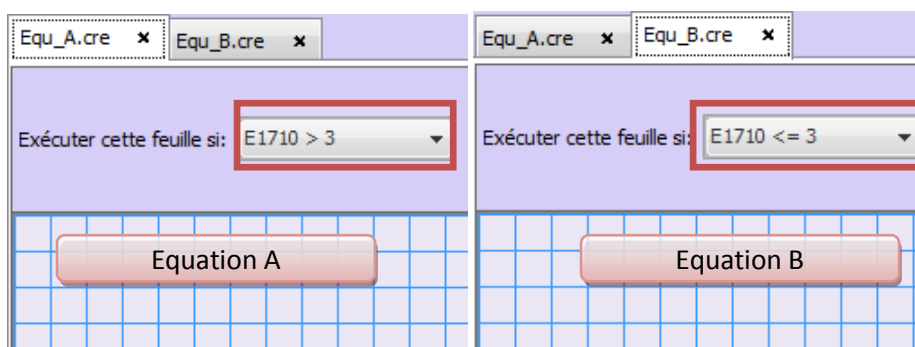 Equ_A.cre ✖ Equ_B.cre ✖
Exécuter cette feuille si: E1710 > 3
Equation A
Equ_A.cre ✖ Equ_B.cre ✖
Exécuter cette feuille si: E1710 <= 3
Equation B